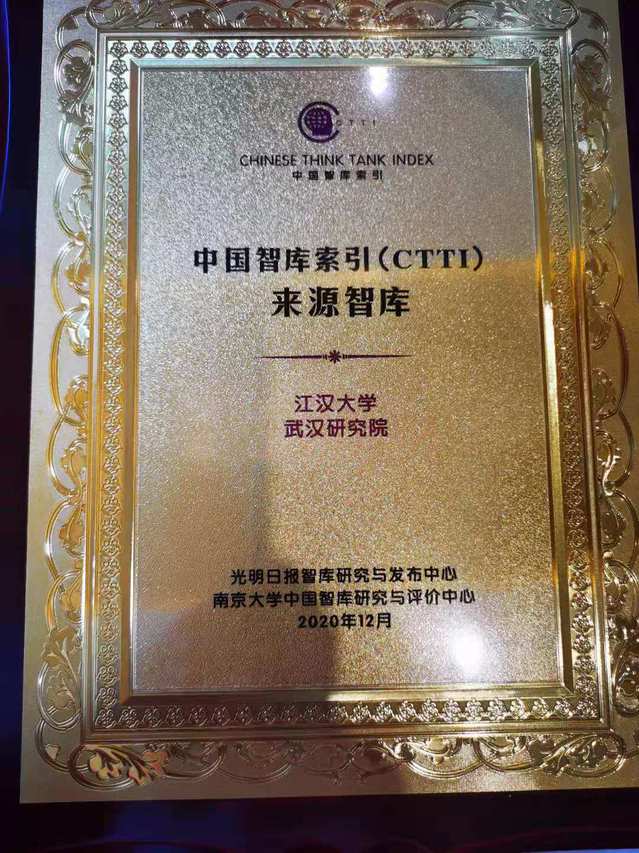 CTTI
CHINESE THINK TANK INDEX
中国智库索引
中国智库索引(CTTI)
来源智库
江汉大学
武汉研究院
光明日报智库研究与发布中心
南京大学中国智库研究与评价中心
2020年12月